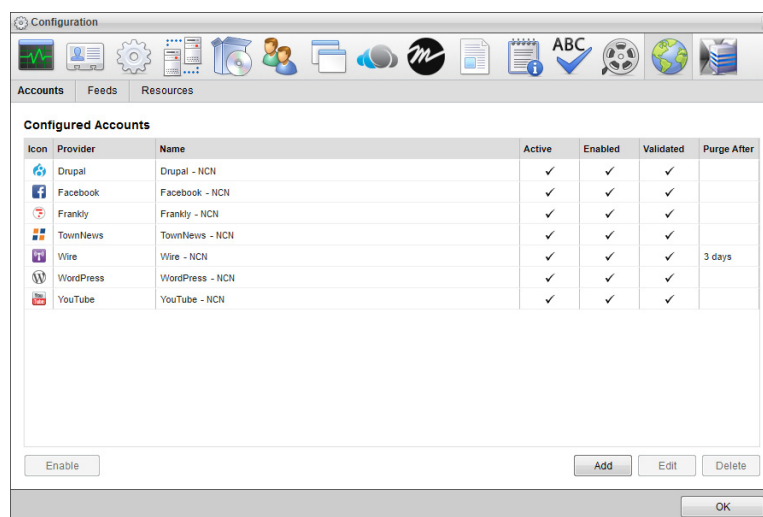 Configuration
ABC
Accounts Feeds Resources
Configured Accounts
Icon Provider Name Active Enabled Validated Purge After
Drupal Drupal - NCN ✓ ✓ ✓
Facebook Facebook - NCN ✓ ✓ ✓
Frankly Frankly - NCN ✓ ✓ ✓
TownNews TownNews - NCN ✓ ✓ ✓
Wire Wire - NCN ✓ ✓ ✓ 3 days
WordPress WordPress - NCN ✓ ✓ ✓
YouTube YouTube - NCN ✓ ✓ ✓
Enable Add Edit Delete
OK